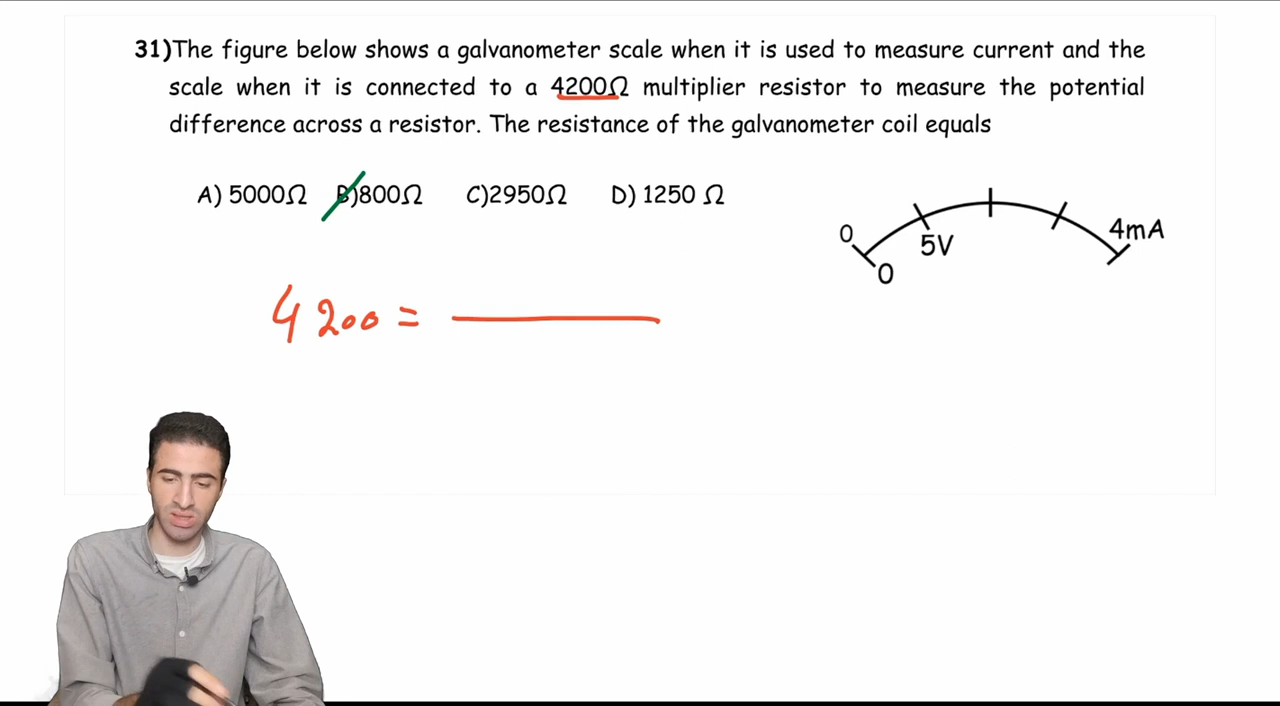 31)The figure below shows a galvanometer scale when it is used to measure current and the
scale when it is connected to a 4200Ω multiplier resistor to measure the potential
difference across a resistor. The resistance of the galvanometer coil equals
A) 5000Ω B)800Ω C)2950Ω D) 1250 Ω
0 5V 4mA
0
4200 =